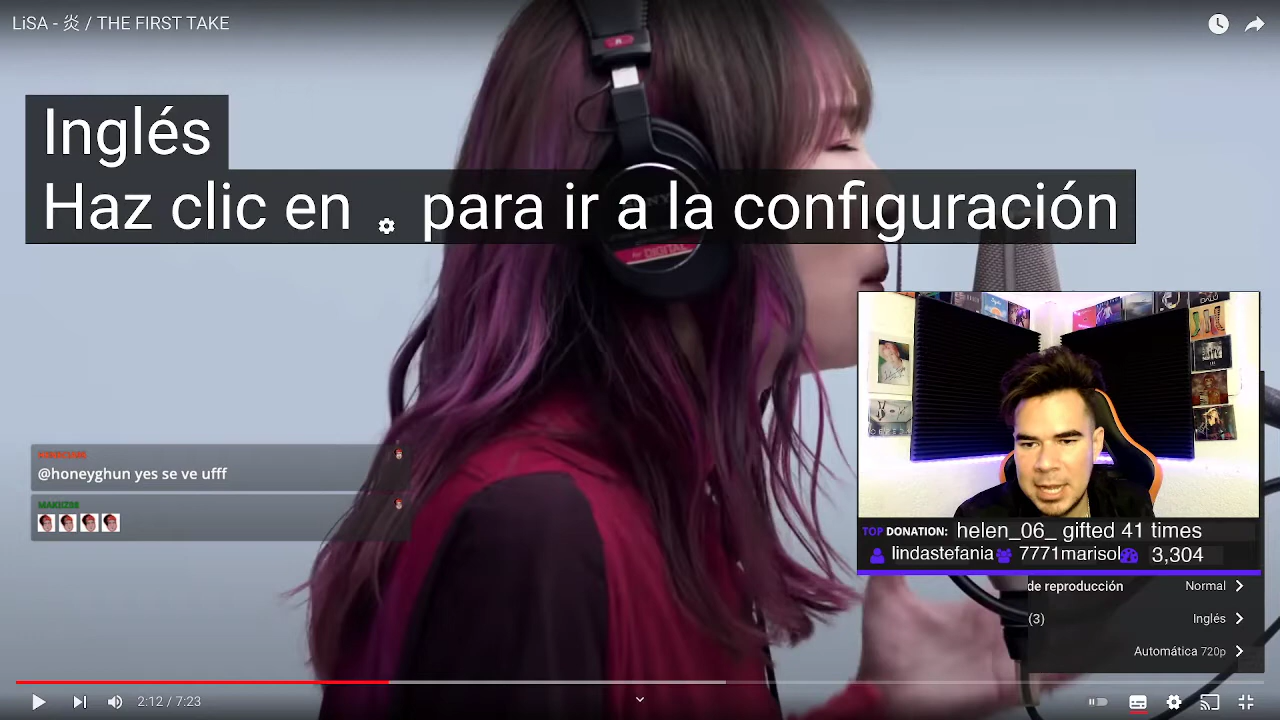 LiSA - 炎 / THE FIRST TAKE
Inglés
Haz clic en para ir a la configuración
DIGITAL
@honeyghun yes se ve ufff
TOP DONATION: helen_06_ gifted 41 times
lindastefania 7771marisol 3,304
de reproducción Normal
(3) Inglés
Automática 720p
2:12 / 7:23